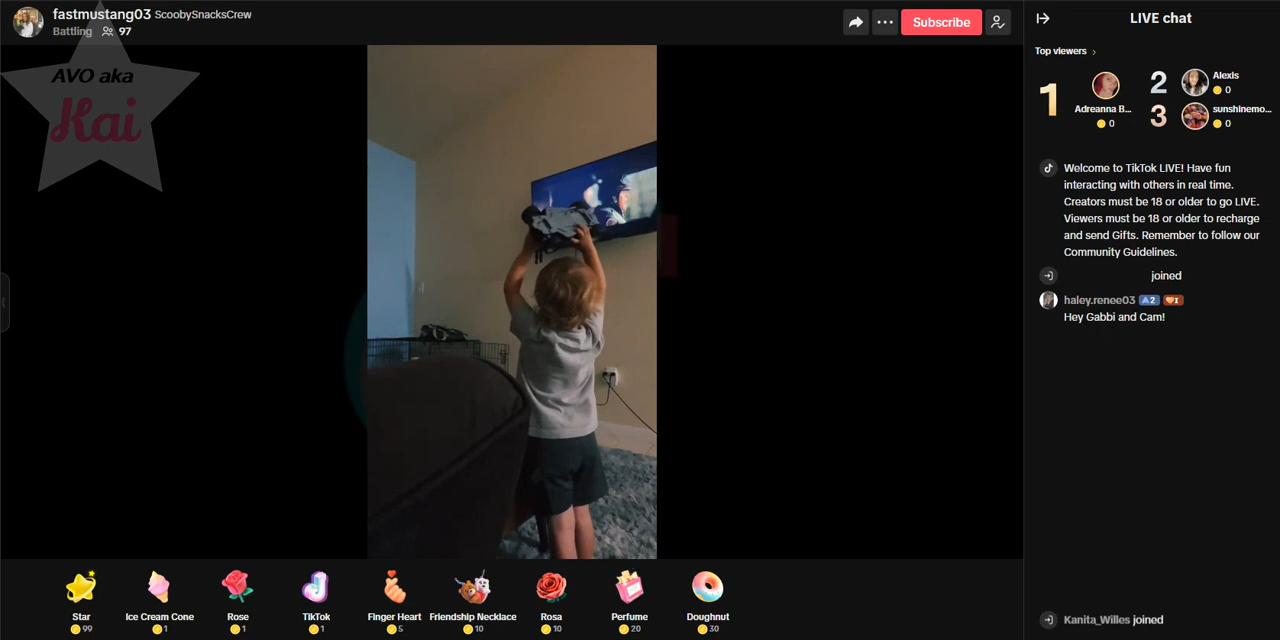 fastmustang03 ScoobySnacksCrew
Battling 97
Subscribe
AVO aka
Kai
LIVE chat
Top viewers
1
Adreanna B...
0
2
Alexis
0
3
sunshinemo...
0
Welcome to TikTok LIVE! Have fun
interacting with others in real time.
Creators must be 18 or older to go LIVE.
Viewers must be 18 or older to recharge
and send Gifts. Remember to follow our
Community Guidelines.
joined
haley.renee03 2 I
Hey Gabbi and Cam!
Kanita_Willes joined
Star
99
Ice Cream Cone
1
Rose
1
TikTok
1
Finger Heart
5
Friendship Necklace
10
Rosa
10
Perfume
20
Doughnut
30